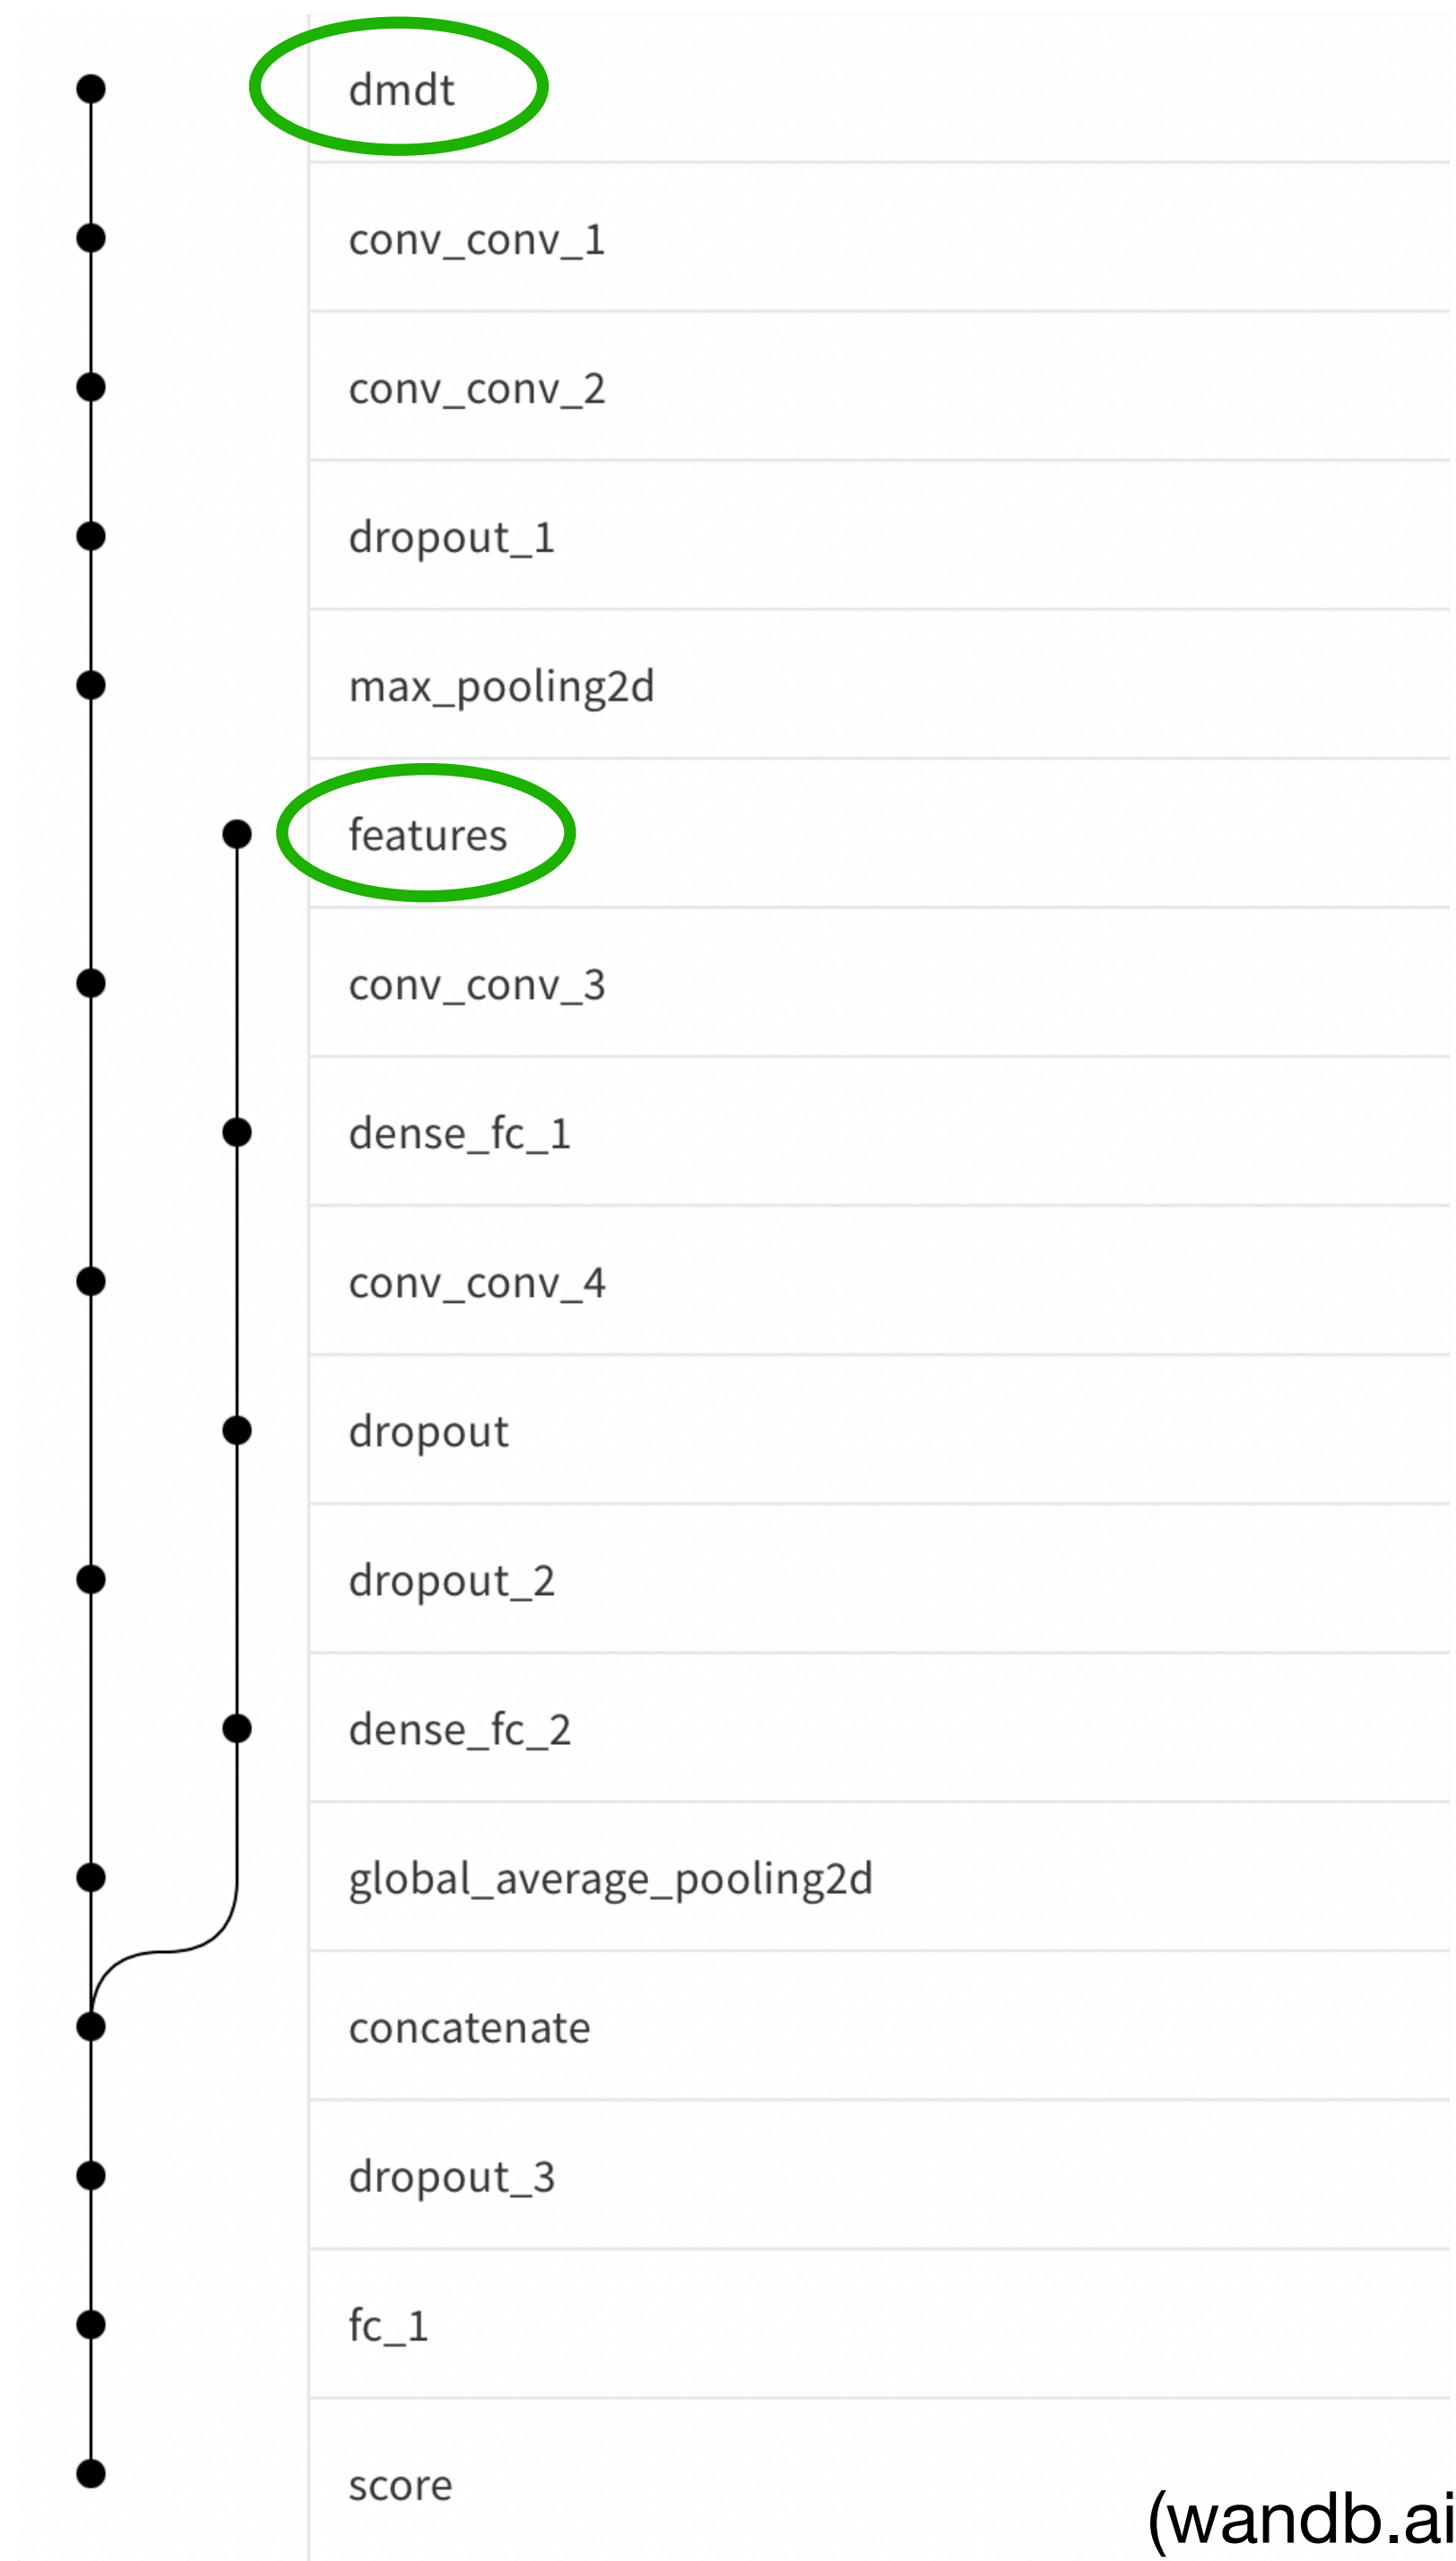 dmdt
conv_conv_1
conv_conv_2
dropout_1
max_pooling2d
features
conv_conv_3
dense_fc_1
conv_conv_4
dropout
dropout_2
dense_fc_2
global_average_pooling2d
concatenate
dropout_3
fc_1
score
(wandb.ai